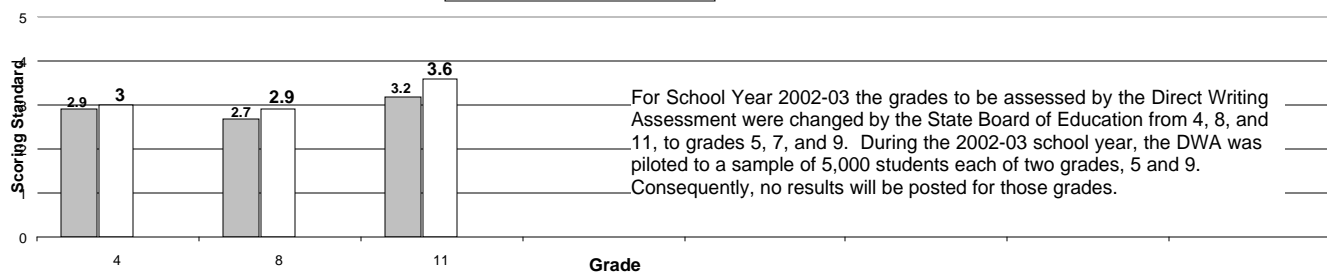 5
4
3
2
1
0
Scoring Standard
2.9
3
2.7
2.9
3.2
3.6
4
8
11
Grade
For School Year 2002-03 the grades to be assessed by the Direct Writing
Assessment were changed by the State Board of Education from 4, 8, and
11, to grades 5, 7, and 9. During the 2002-03 school year, the DWA was
piloted to a sample of 5,000 students each of two grades, 5 and 9.
Consequently, no results will be posted for those grades.